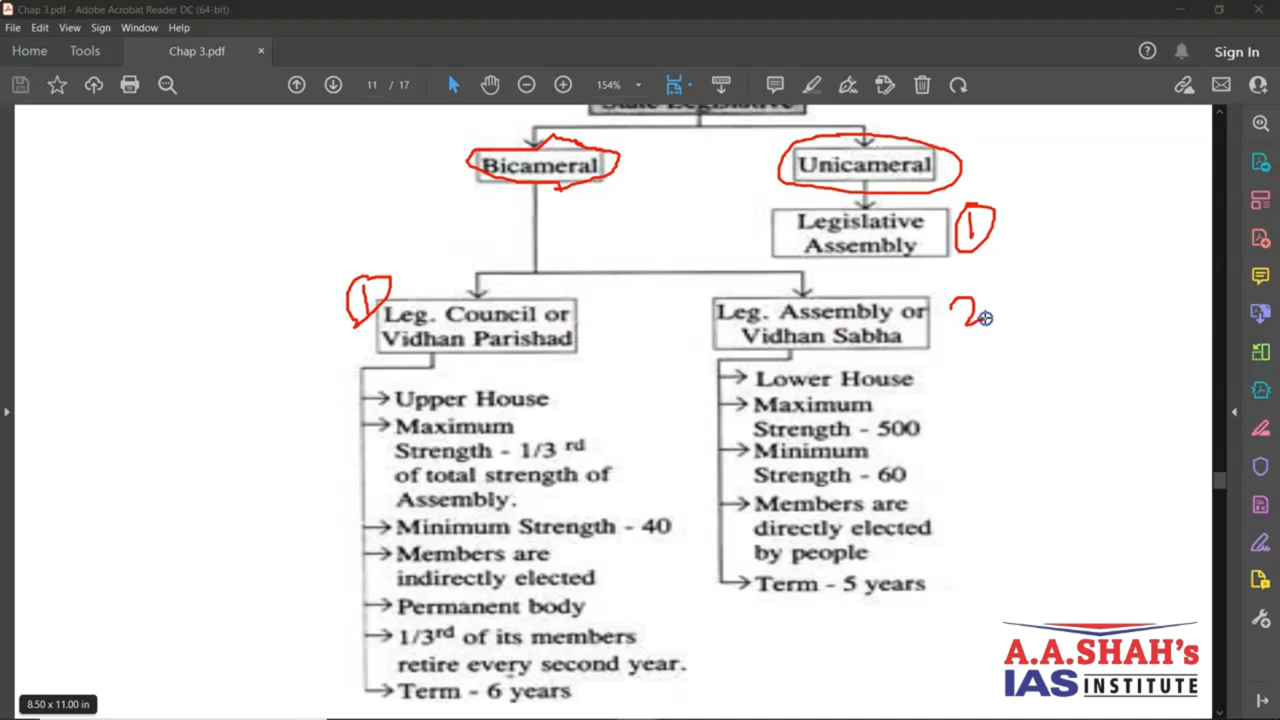 Chap 3.pdf - Adobe Acrobat Reader DC (64-bit)
File Edit View Sign Window Help
Home Tools Chap 3.pdf × Sign In
11 / 17 154%
State Legislative
Bicameral
Unicameral
Legislative
Assembly
1
1
Leg. Council or
Vidhan Parishad
Leg. Assembly or
Vidhan Sabha
2
Upper House
Maximum
Strength - 1/3 rd
of total strength of
Assembly.
Minimum Strength - 40
Members are
indirectly elected
Permanent body
1/3rd of its members
retire every second year.
Term - 6 years
Lower House
Maximum
Strength - 500
Minimum
Strength - 60
Members are
directly elected
by people
Term - 5 years
A.A.SHAH's
IAS INSTITUTE
8.50 x 11.00 in